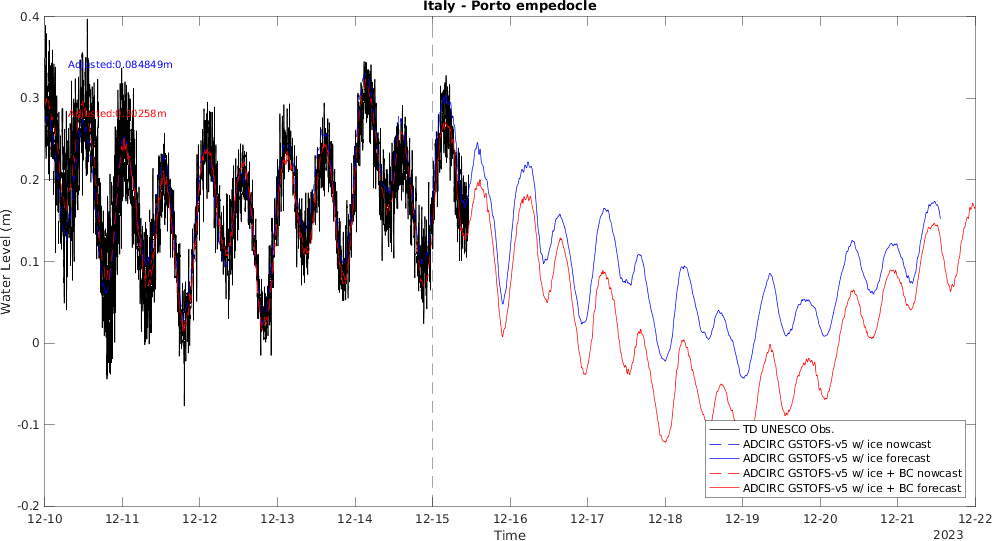 Italy - Porto empedocle
0.4
0.3
0.2
0.1
0
-0.1
-0.2
Water Level (m)
Adjusted:0.084849m
TD UNESCO Obs.
ADCIRC GSTOFS-v5 w/ ice nowcast
ADCIRC GSTOFS-v5 w/ ice forecast
ADCIRC GSTOFS-v5 w/ ice + BC nowcast
ADCIRC GSTOFS-v5 w/ ice + BC forecast
12-10 12-11 12-12 12-13 12-14 12-15 12-16 12-17 12-18 12-19 12-20 12-21 12-22
Time
2023